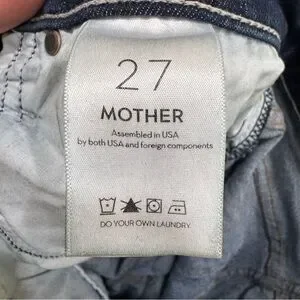 27
MOTHER
Assembled in USA
by both USA and foreign components
DO YOUR OWN LAUNDRY